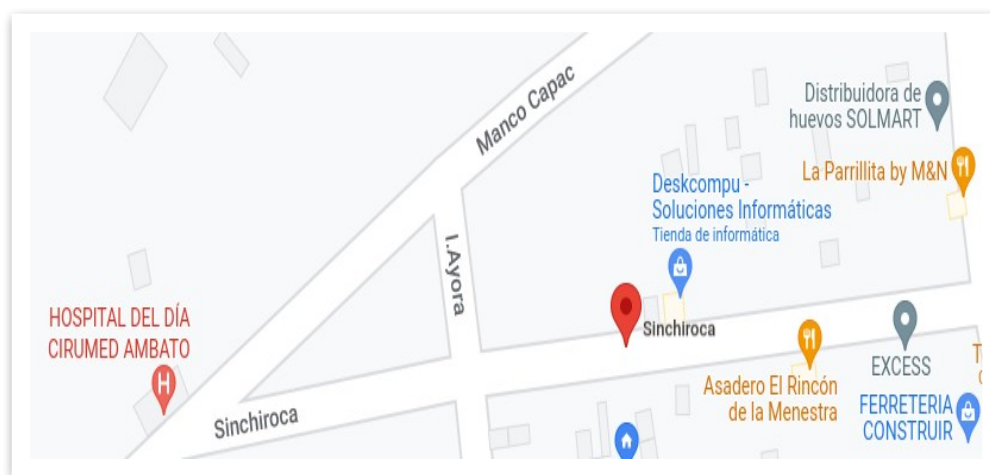 Manco Capac
Distribuidora de
huevos SOLMART
La Parrillita by M&N
Deskcompu -
Soluciones Informáticas
Tienda de informática
I.Ayora
HOSPITAL DEL DÍA
CIRUMED AMBATO
H
Sinchiroca
Sinchiroca
EXCESS
Asadero El Rincón
de la Menestra
FERRETERIA
CONSTRUIR